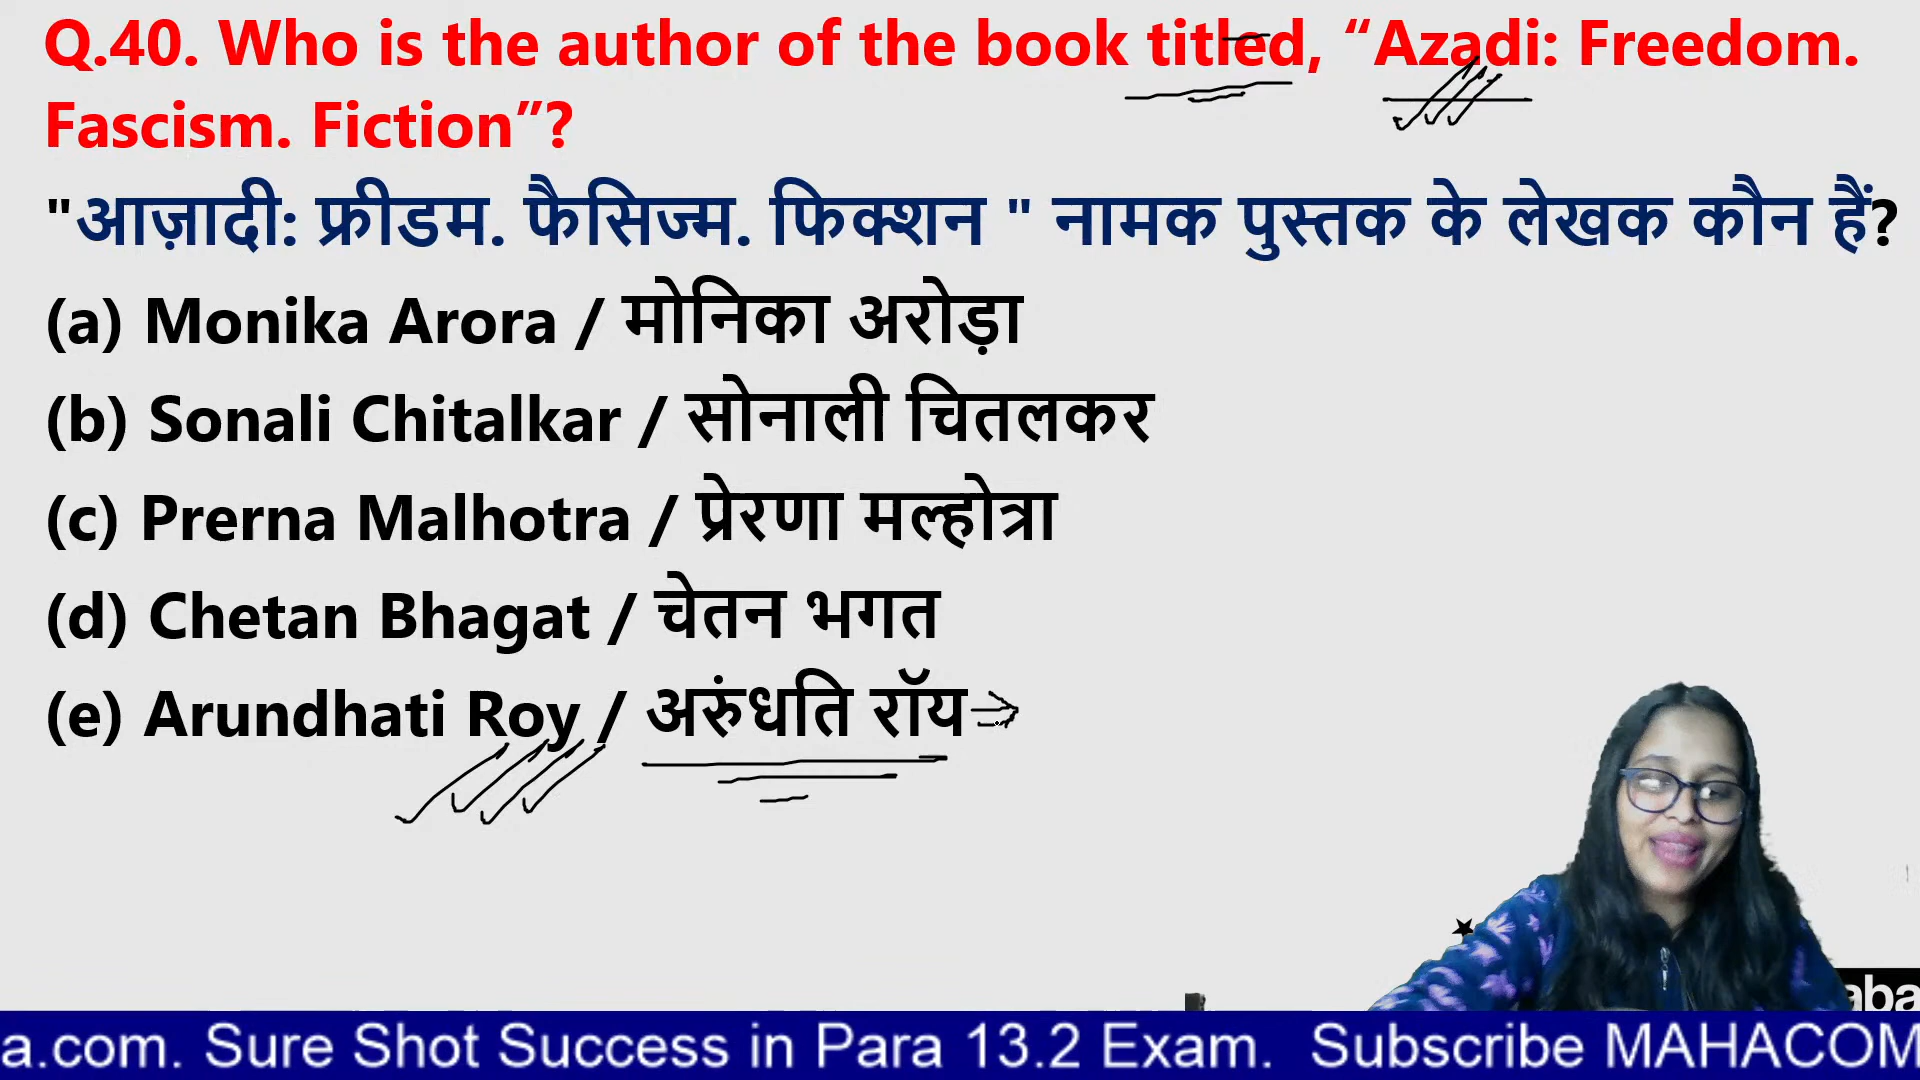 Q.40. Who is the author of the book titled, “Azadi: Freedom.
Fascism. Fiction”?
"आज़ादी: फ्रीडम. फैसिज्म. फिक्शन " नामक पुस्तक के लेखक कौन हैं?
(a) Monika Arora / मोनिका अरोड़ा
(b) Sonali Chitalkar / सोनाली चितलकर
(c) Prerna Malhotra / प्रेरणा मल्होत्रा
(d) Chetan Bhagat / चेतन भगत
(e) Arundhati Roy / अरुंधति रॉय
aba
a.com. Sure Shot Success in Para 13.2 Exam. Subscribe MAHACOM